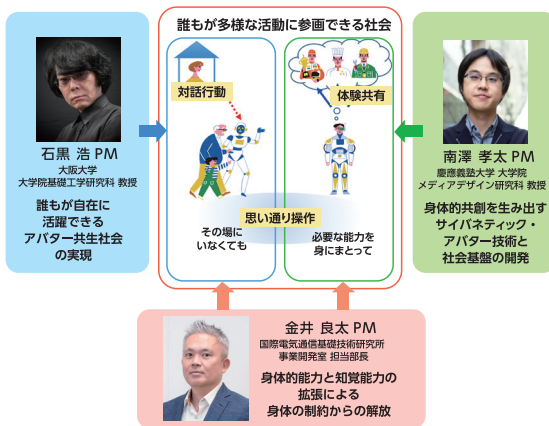 誰もが多様な活動に参画できる社会
対話行動
体験共有
思い通り操作
その場に
いなくても
必要な能力を
身にまとって
石黒 浩 PM
大阪大学
大学院基礎工学研究科 教授
誰もが自在に
活躍できる
アバター共生社会
の実現
南澤 孝太 PM
慶應義塾大学 大学院
メディアデザイン研究科 教授
身体的共創を生み出す
サイバネティック・
アバター技術と
社会基盤の開発
金井 良太 PM
国際電気通信基礎技術研究所
事業開発室 担当部長
身体的能力と知覚能力の
拡張による
身体の制約からの解放